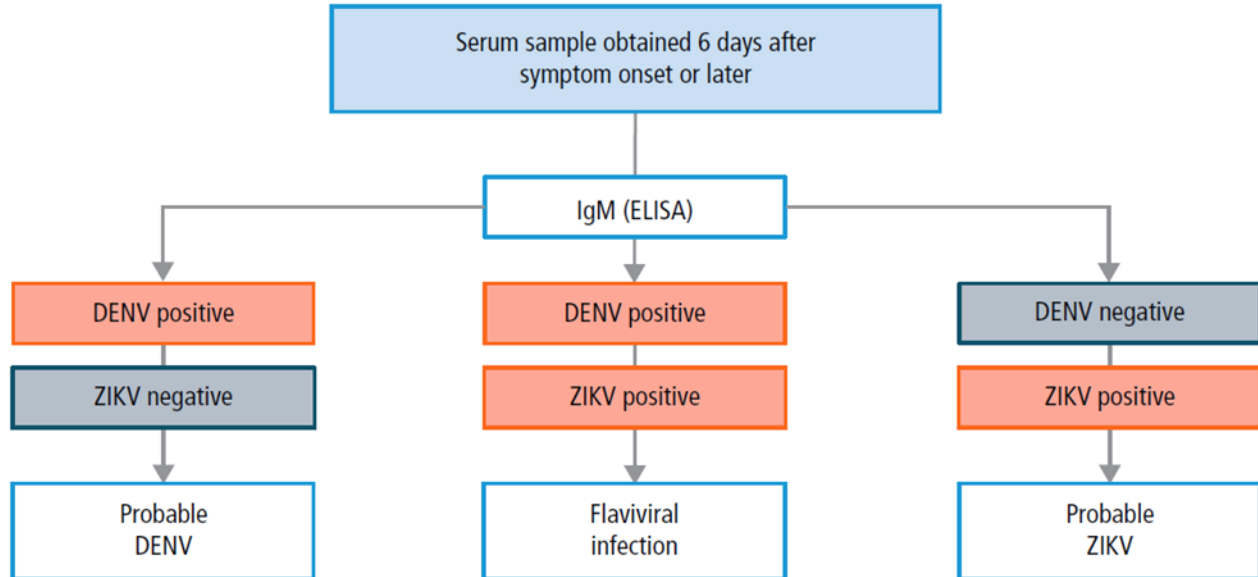 Serum sample obtained 6 days after
symptom onset or later
IgM (ELISA)
DENV positive
ZIKV negative
Probable
DENV
DENV positive
ZIKV positive
Flaviviral
infection
DENV negative
ZIKV positive
Probable
ZIKV